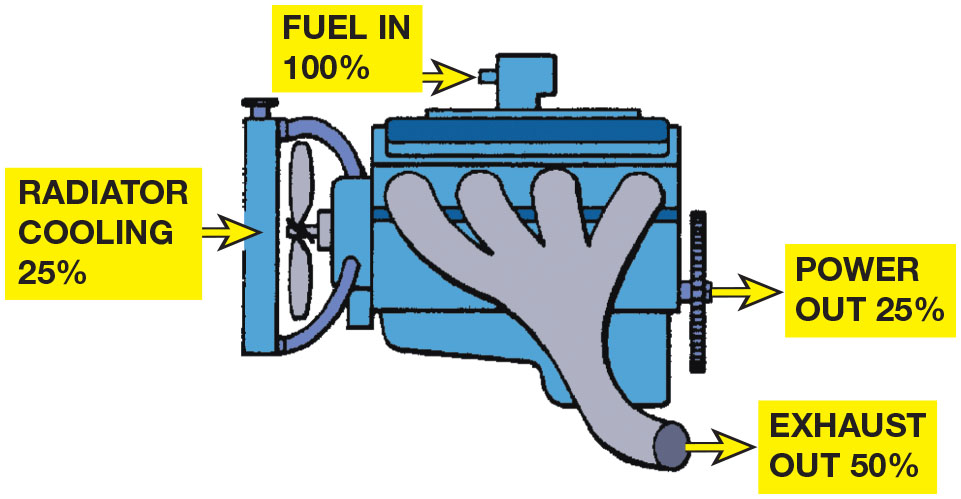 FUEL IN
100%
RADIATOR
COOLING
25%
POWER
OUT 25%
EXHAUST
OUT 50%